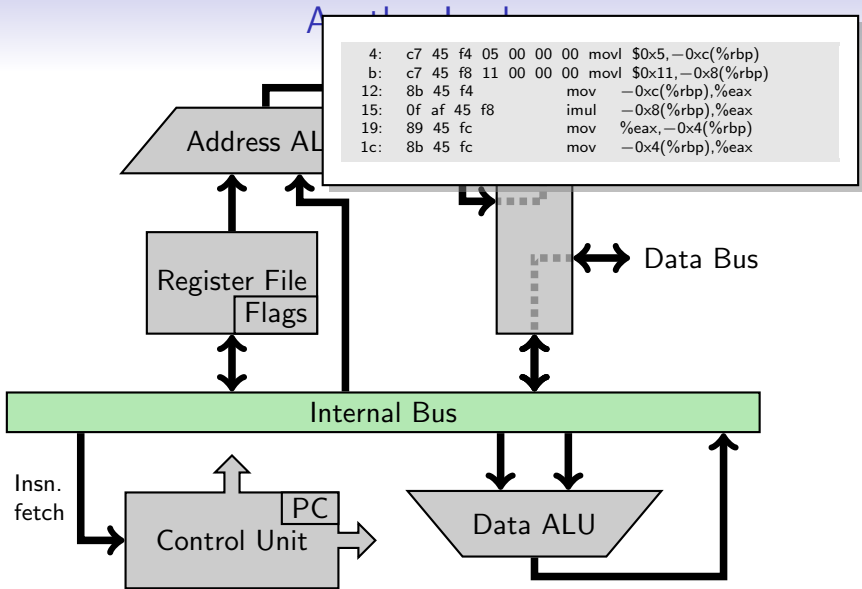 4: c7 45 f4 05 00 00 00 movl $0x5,−0xc(%rbp)
b: c7 45 f8 11 00 00 00 movl $0x11,−0x8(%rbp)
12: 8b 45 f4 mov −0xc(%rbp),%eax
15: 0f af 45 f8 imul −0x8(%rbp),%eax
19: 89 45 fc mov %eax,−0x4(%rbp)
1c: 8b 45 fc mov −0x4(%rbp),%eax
Address
Data Bus
Register File
Flags
Internal Bus
Insn.
fetch
PC
Control Unit
Data ALU